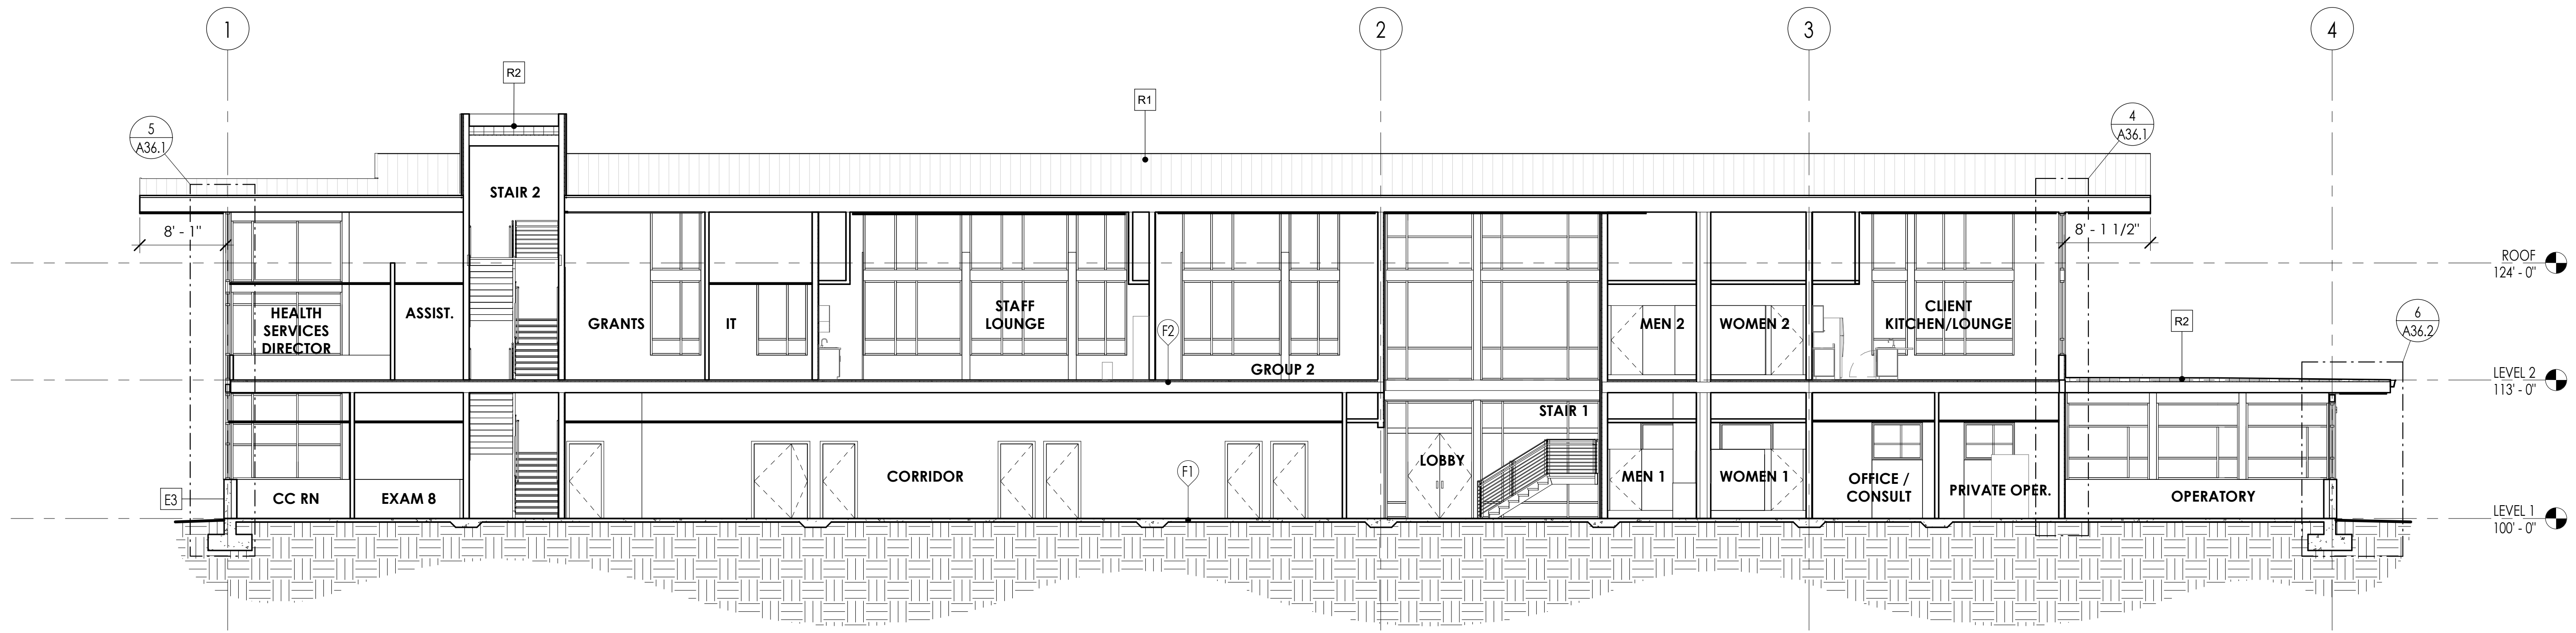 1
2
3
4
R2
R1
5
A36.1
4
A36.1
STAIR 2
8' - 1"
8' - 1 1/2"
ROOF
124' - 0"
HEALTH
SERVICES
DIRECTOR
ASSIST.
GRANTS
IT
STAFF
LOUNGE
F2
GROUP 2
MEN 2
WOMEN 2
CLIENT
KITCHEN/LOUNGE
R2
6
A36.2
LEVEL 2
113' - 0"
STAIR 1
E3
CC RN
EXAM 8
CORRIDOR
F1
LOBBY
MEN 1
WOMEN 1
OFFICE /
CONSULT
PRIVATE OPER.
OPERATORY
LEVEL 1
100' - 0"